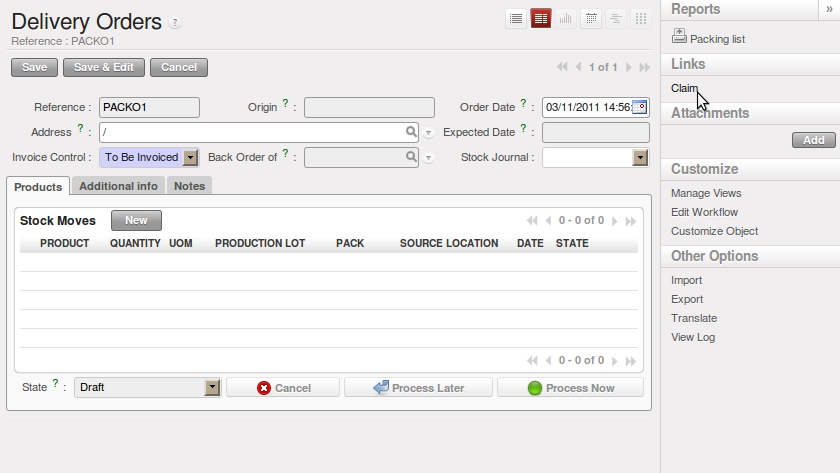 Delivery Orders ?
Reference : PACKO1
Save Save & Edit Cancel 1 of 1
Reference : PACKO1 Origin ? : Order Date ? : 03/11/2011 14:56:
Address ? : / Expected Date ? :
Invoice Control : To Be Invoiced Back Order of ? : Stock Journal :
Products Additional info Notes
Stock Moves New 0 - 0 of 0
PRODUCT QUANTITY UOM PRODUCTION LOT PACK SOURCE LOCATION DATE STATE
0 - 0 of 0
State ? : Draft Cancel Process Later Process Now
Reports »
Packing list
Links
Claim
Attachments
Add
Customize
Manage Views
Edit Workflow
Customize Object
Other Options
Import
Export
Translate
View Log